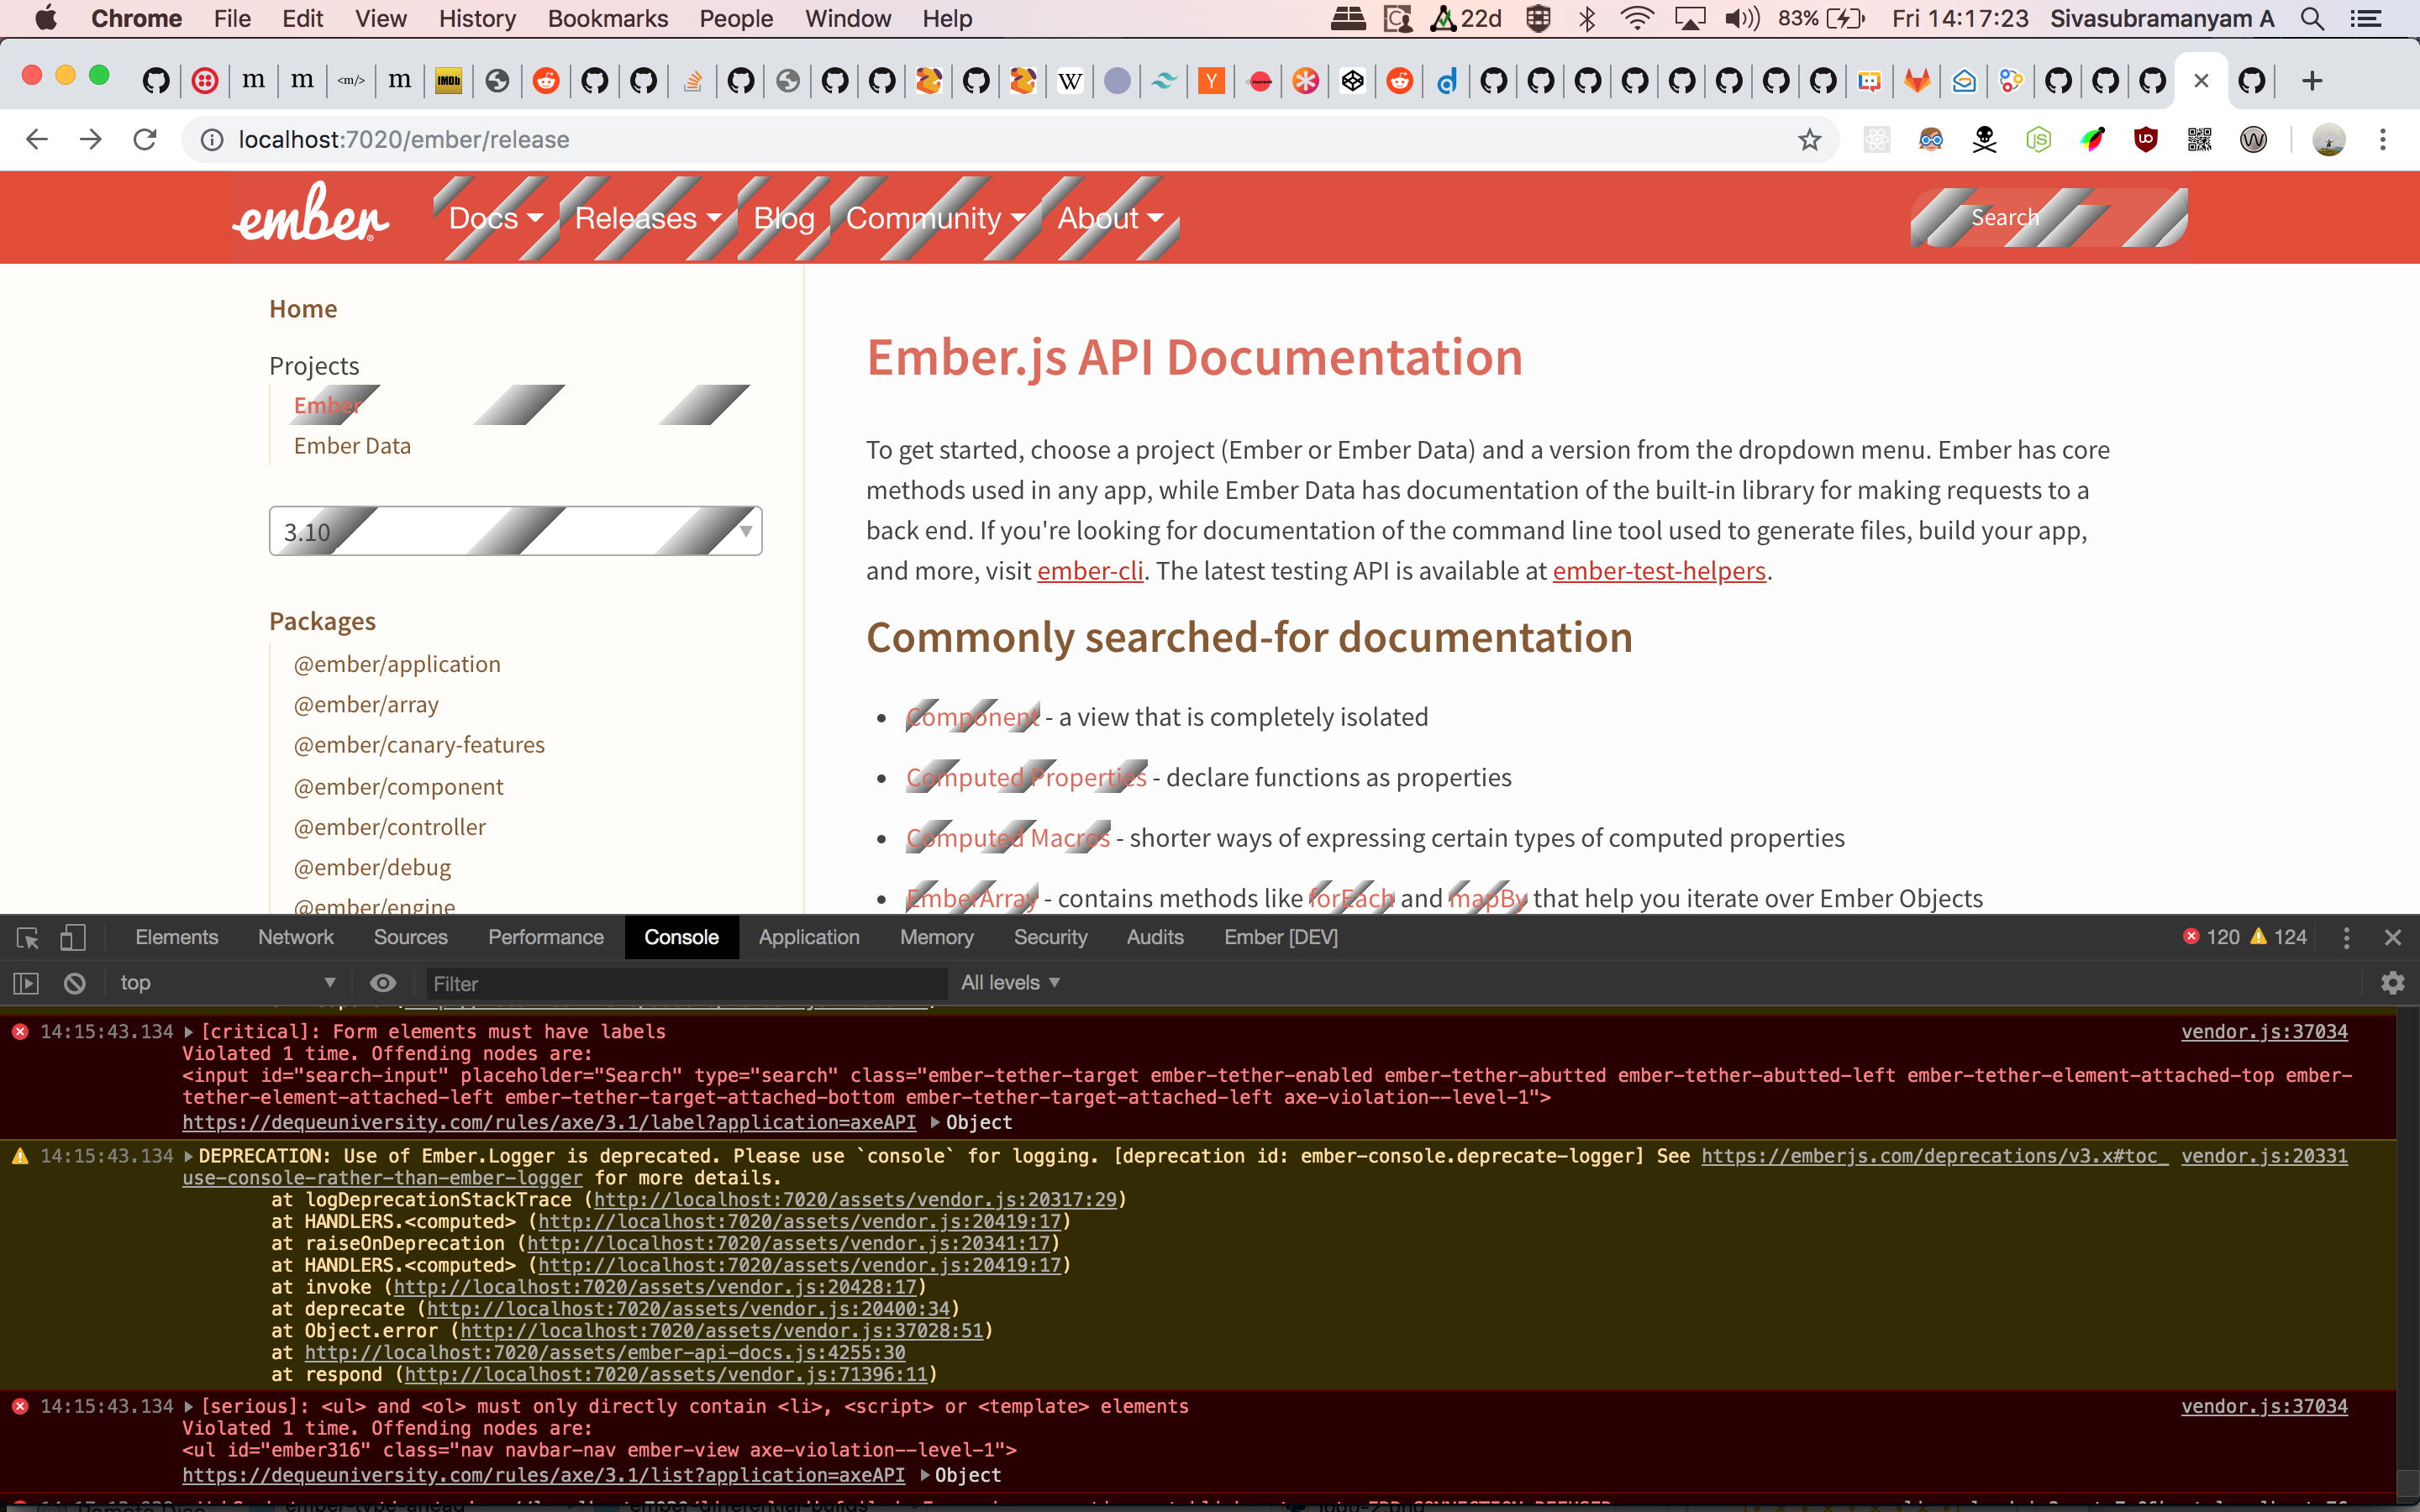 Chrome File Edit View History Bookmarks People Window Help 22d 83% Fri 14:17:23 Sivasubramanyam A
m m <m/> m IMDb W Y d
localhost:7020/ember/release
ember Docs Releases Blog Community About Search
Home
Projects
Ember
Ember Data
3.10
Packages
@ember/application
@ember/array
@ember/canary-features
@ember/component
@ember/controller
@ember/debug
@ember/engine
Ember.js API Documentation
To get started, choose a project (Ember or Ember Data) and a version from the dropdown menu. Ember has core
methods used in any app, while Ember Data has documentation of the built-in library for making requests to a
back end. If you're looking for documentation of the command line tool used to generate files, build your app,
and more, visit ember-cli. The latest testing API is available at ember-test-helpers.
Commonly searched-for documentation
Component - a view that is completely isolated
Computed Properties - declare functions as properties
Computed Macros - shorter ways of expressing certain types of computed properties
EmberArray - contains methods like forEach and mapBy that help you iterate over Ember Objects
Elements Network Sources Performance Console Application Memory Security Audits Ember [DEV] 120 124
top Filter All levels
14:15:43.134 [critical]: Form elements must have labels vendor.js:37034
Violated 1 time. Offending nodes are:
<input id="search-input" placeholder="Search" type="search" class="ember-tether-target ember-tether-enabled ember-tether-abutted ember-tether-abutted-left ember-tether-element-attached-top ember-
tether-element-attached-left ember-tether-target-attached-bottom ember-tether-target-attached-left axe-violation--level-1">
https://dequeuniversity.com/rules/axe/3.1/label?application=axeAPI Object
14:15:43.134 DEPRECATION: Use of Ember.Logger is deprecated. Please use `console` for logging. [deprecation id: ember-console.deprecate-logger] See https://emberjs.com/deprecations/v3.x#toc_ vendor.js:20331
use-console-rather-than-ember-logger for more details.
at logDeprecationStackTrace (http://localhost:7020/assets/vendor.js:20317:29)
at HANDLERS.<computed> (http://localhost:7020/assets/vendor.js:20419:17)
at raiseOnDeprecation (http://localhost:7020/assets/vendor.js:20341:17)
at HANDLERS.<computed> (http://localhost:7020/assets/vendor.js:20419:17)
at invoke (http://localhost:7020/assets/vendor.js:20428:17)
at deprecate (http://localhost:7020/assets/vendor.js:20400:34)
at Object.error (http://localhost:7020/assets/vendor.js:37028:51)
at http://localhost:7020/assets/ember-api-docs.js:4255:30
at respond (http://localhost:7020/assets/vendor.js:71396:11)
14:15:43.134 [serious]: <ul> and <ol> must only directly contain <li>, <script> or <template> elements vendor.js:37034
Violated 1 time. Offending nodes are:
<ul id="ember316" class="nav navbar-nav ember-view axe-violation--level-1">
https://dequeuniversity.com/rules/axe/3.1/list?application=axeAPI Object